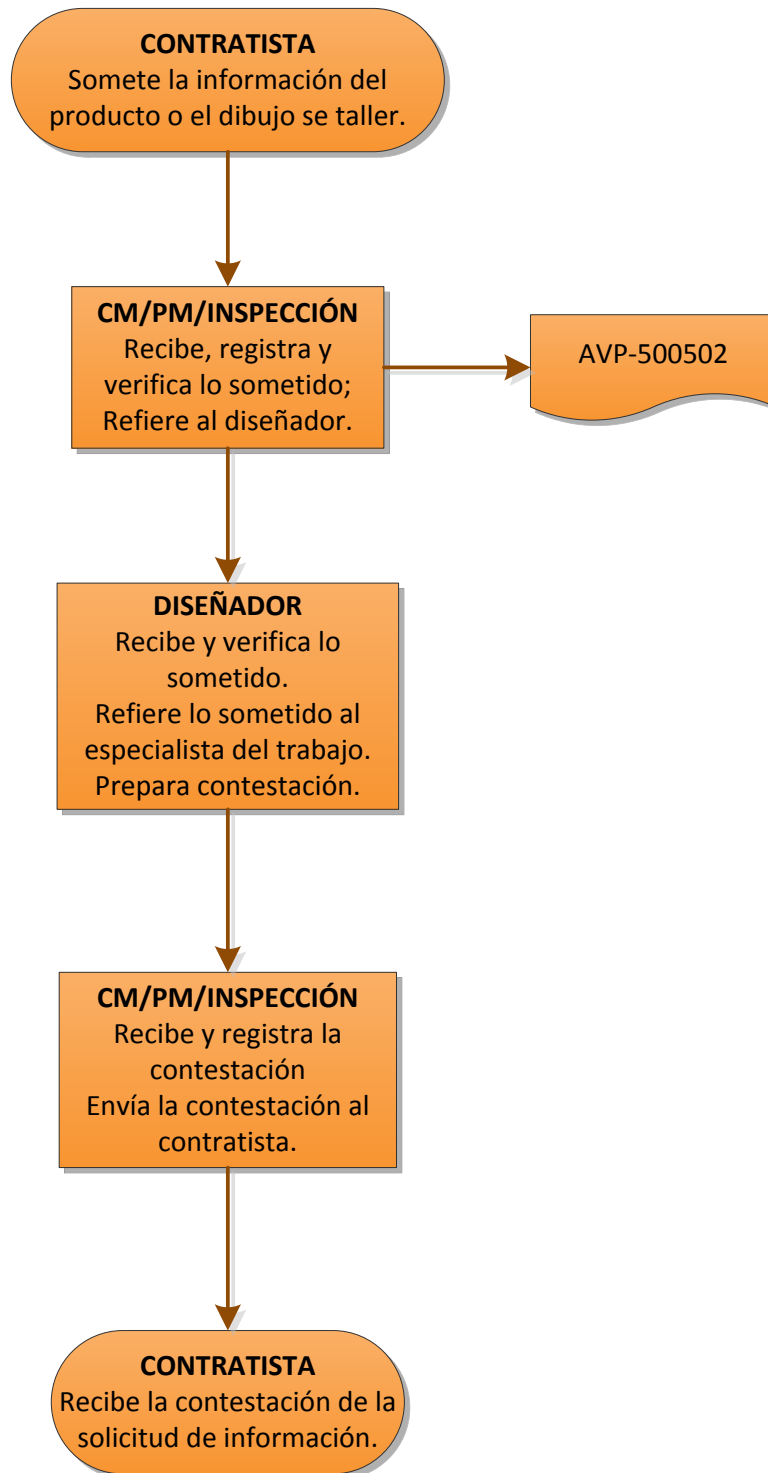 CONTRATISTA
Somete la información del
producto o el dibujo se taller.
CM/PM/INSPECCIÓN
Recibe, registra y
verifica lo sometido;
Refiere al diseñador.
AVP-500502
DISEÑADOR
Recibe y verifica lo
sometido.
Refiere lo sometido al
especialista del trabajo.
Prepara contestación.
CM/PM/INSPECCIÓN
Recibe y registra la
contestación
Envía la contestación al
contratista.
CONTRATISTA
Recibe la contestación de la
solicitud de información.